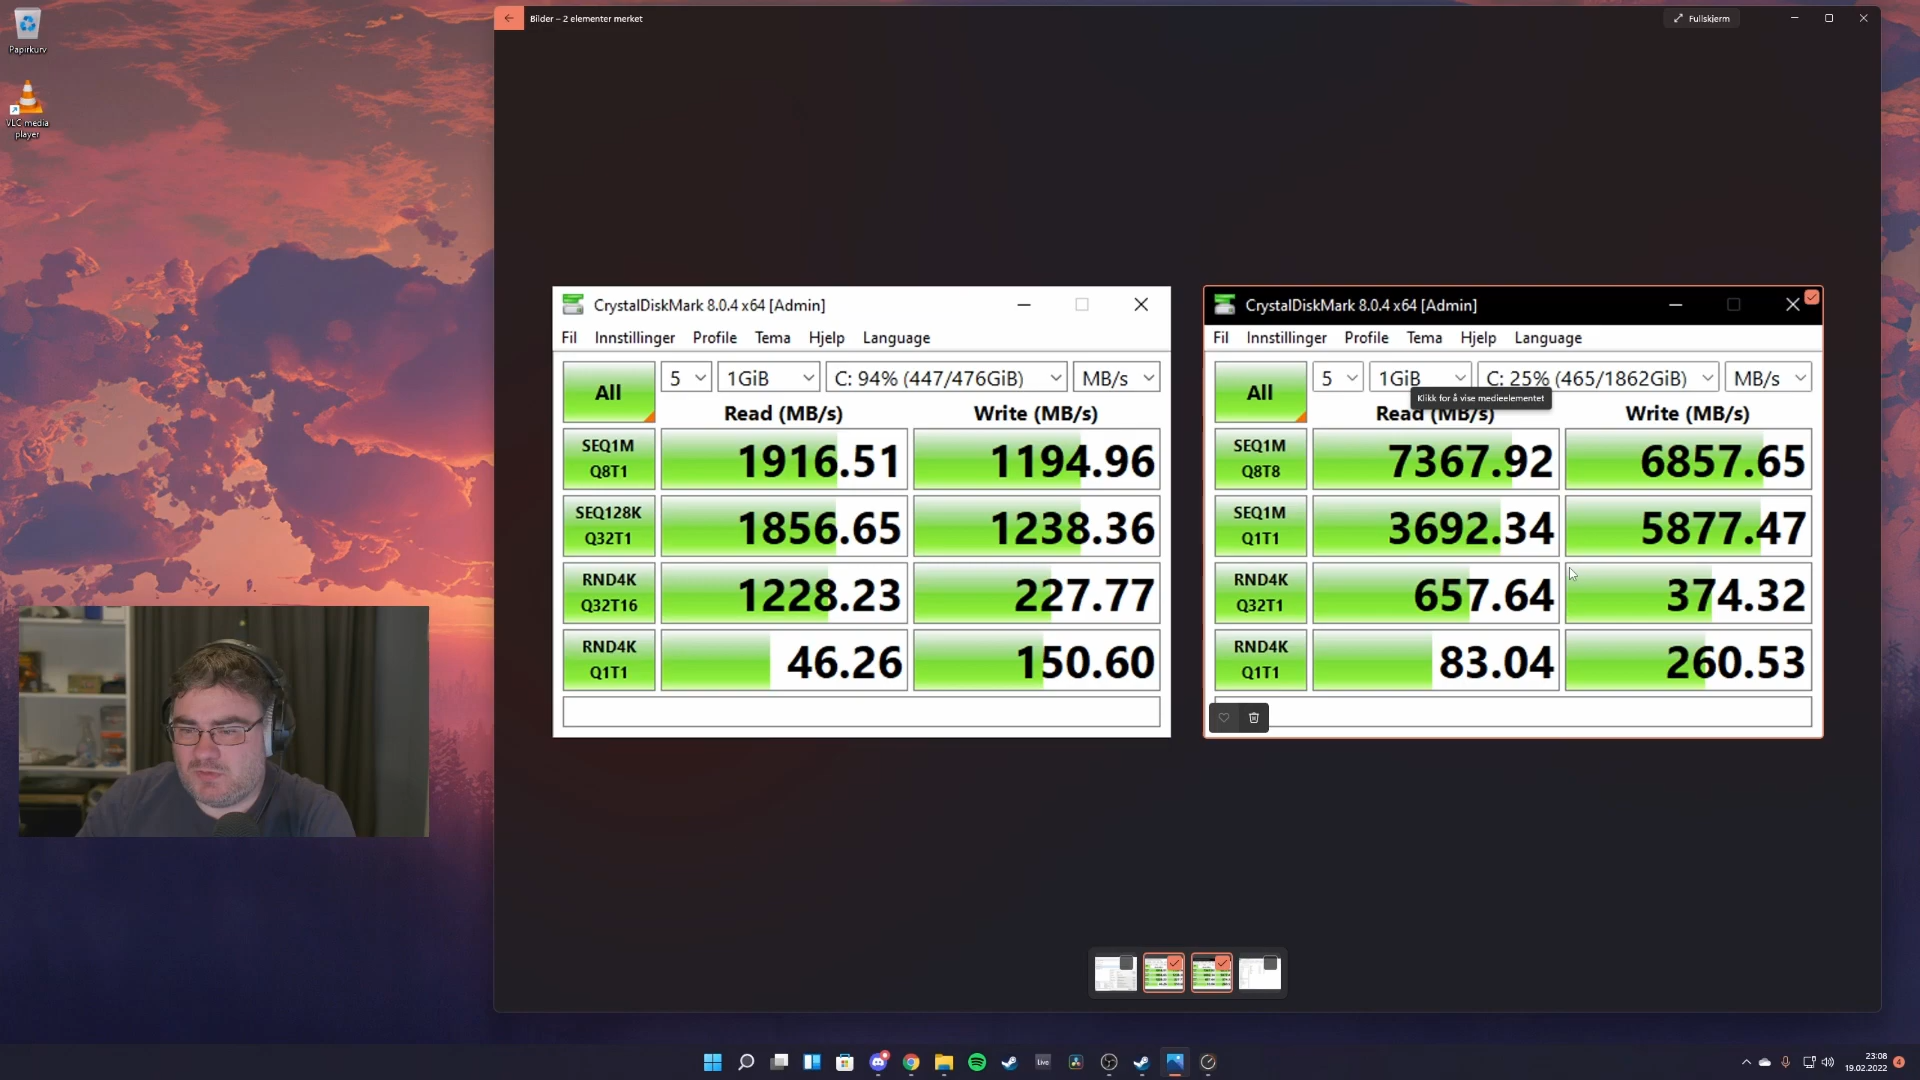 Papirkurv
VLC media
player
Bilder – 2 elementer merket
Fullskjerm
CrystalDiskMark 8.0.4 x64 [Admin]
Fil Innstillinger Profile Tema Hjelp Language
All
5 1GiB C: 94% (447/476GiB) MB/s
Read (MB/s) Write (MB/s)
SEQ1M
Q8T1
1916.51 1194.96
SEQ128K
Q32T1
1856.65 1238.36
RND4K
Q32T16
1228.23 227.77
RND4K
Q1T1
46.26 150.60
CrystalDiskMark 8.0.4 x64 [Admin]
Fil Innstillinger Profile Tema Hjelp Language
All
5 1GiB C: 25% (465/1862GiB) MB/s
Klikk for å vise medieelementet
Read (MB/s) Write (MB/s)
SEQ1M
Q8T8
7367.92 6857.65
SEQ1M
Q1T1
3692.34 5877.47
RND4K
Q32T1
657.64 374.32
RND4K
Q1T1
83.04 260.53
Live
23:08
19.02.2022
4